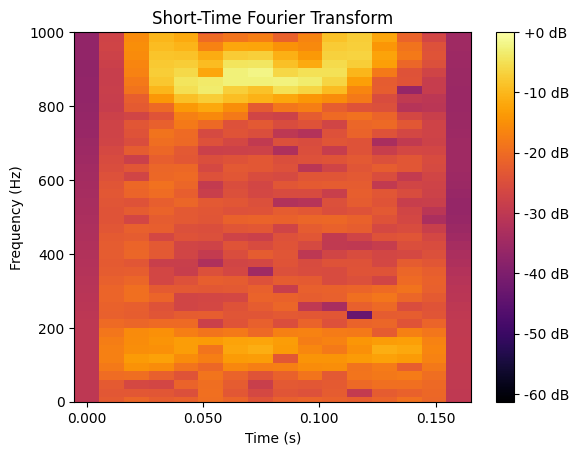 Short-Time Fourier Transform
1000
800
600
400
200
0
Frequency (Hz)
0.000
0.050
0.100
0.150
Time (s)
+0 dB
-10 dB
-20 dB
-30 dB
-40 dB
-50 dB
-60 dB